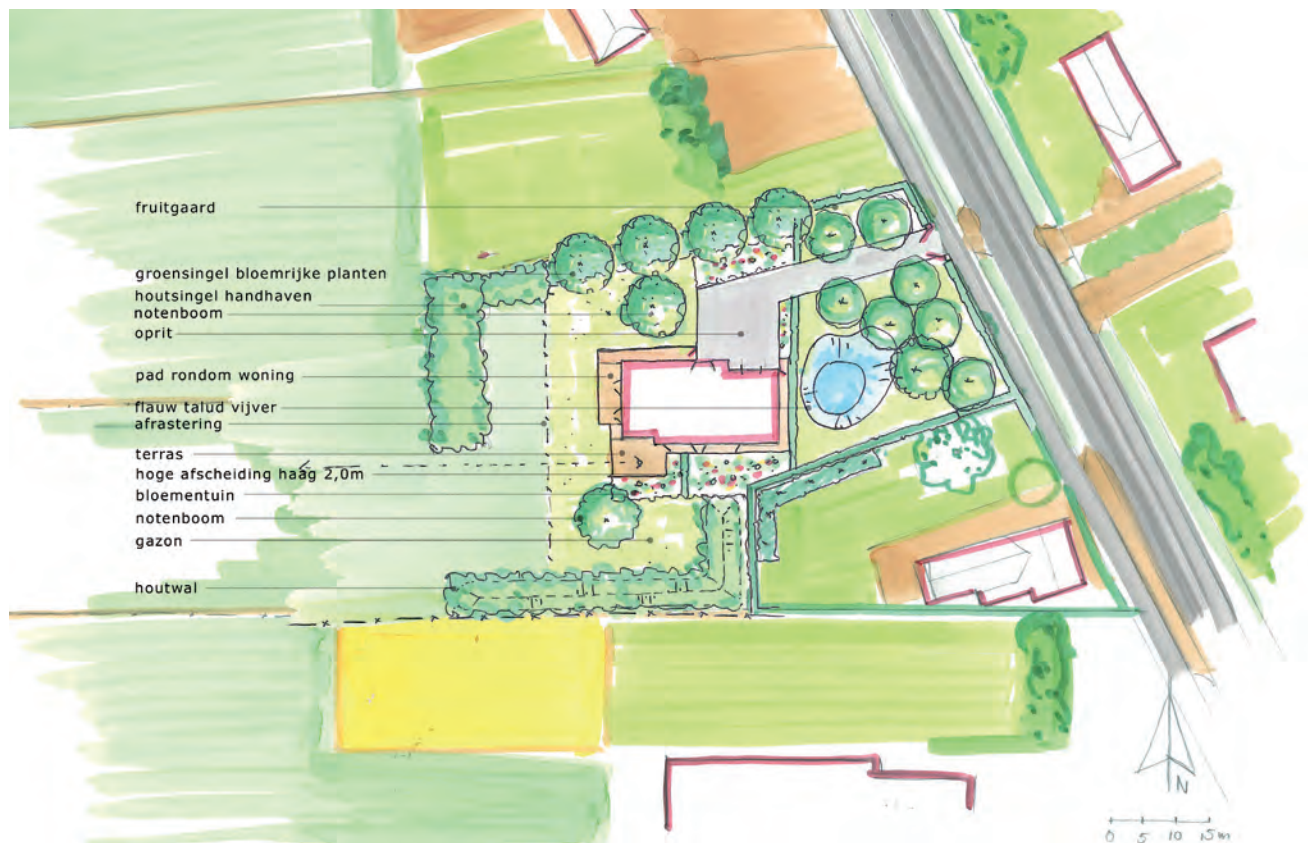 fruitgaard
groensingel bloemrijke planten
houtsingel handhaven
notenboom
oprit
pad rondom woning
flauw talud vijver
afrastering
terras
hoge afscheiding haag 2,0m
bloementuin
notenboom
gazon
houtwal
N
0 5 10 15m